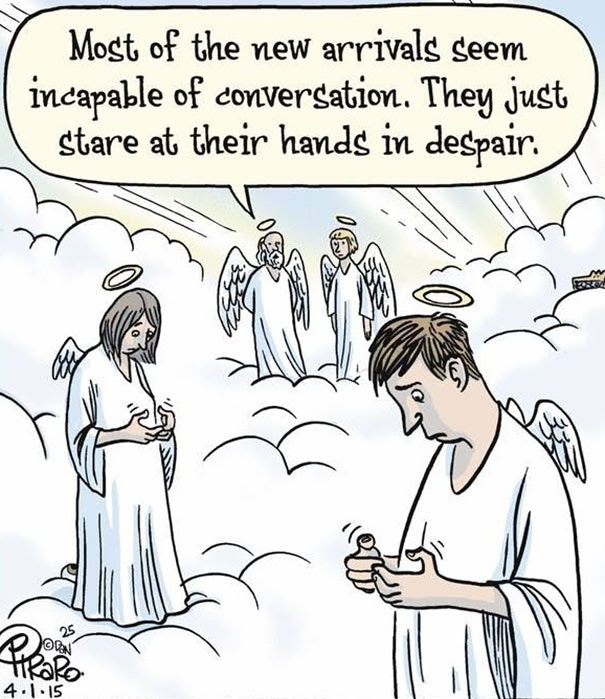 Most of the new arrivals seem
incapable of conversation. They just
stare at their hands in despair.
25
©DAN
PiRaRo.
4.1.15